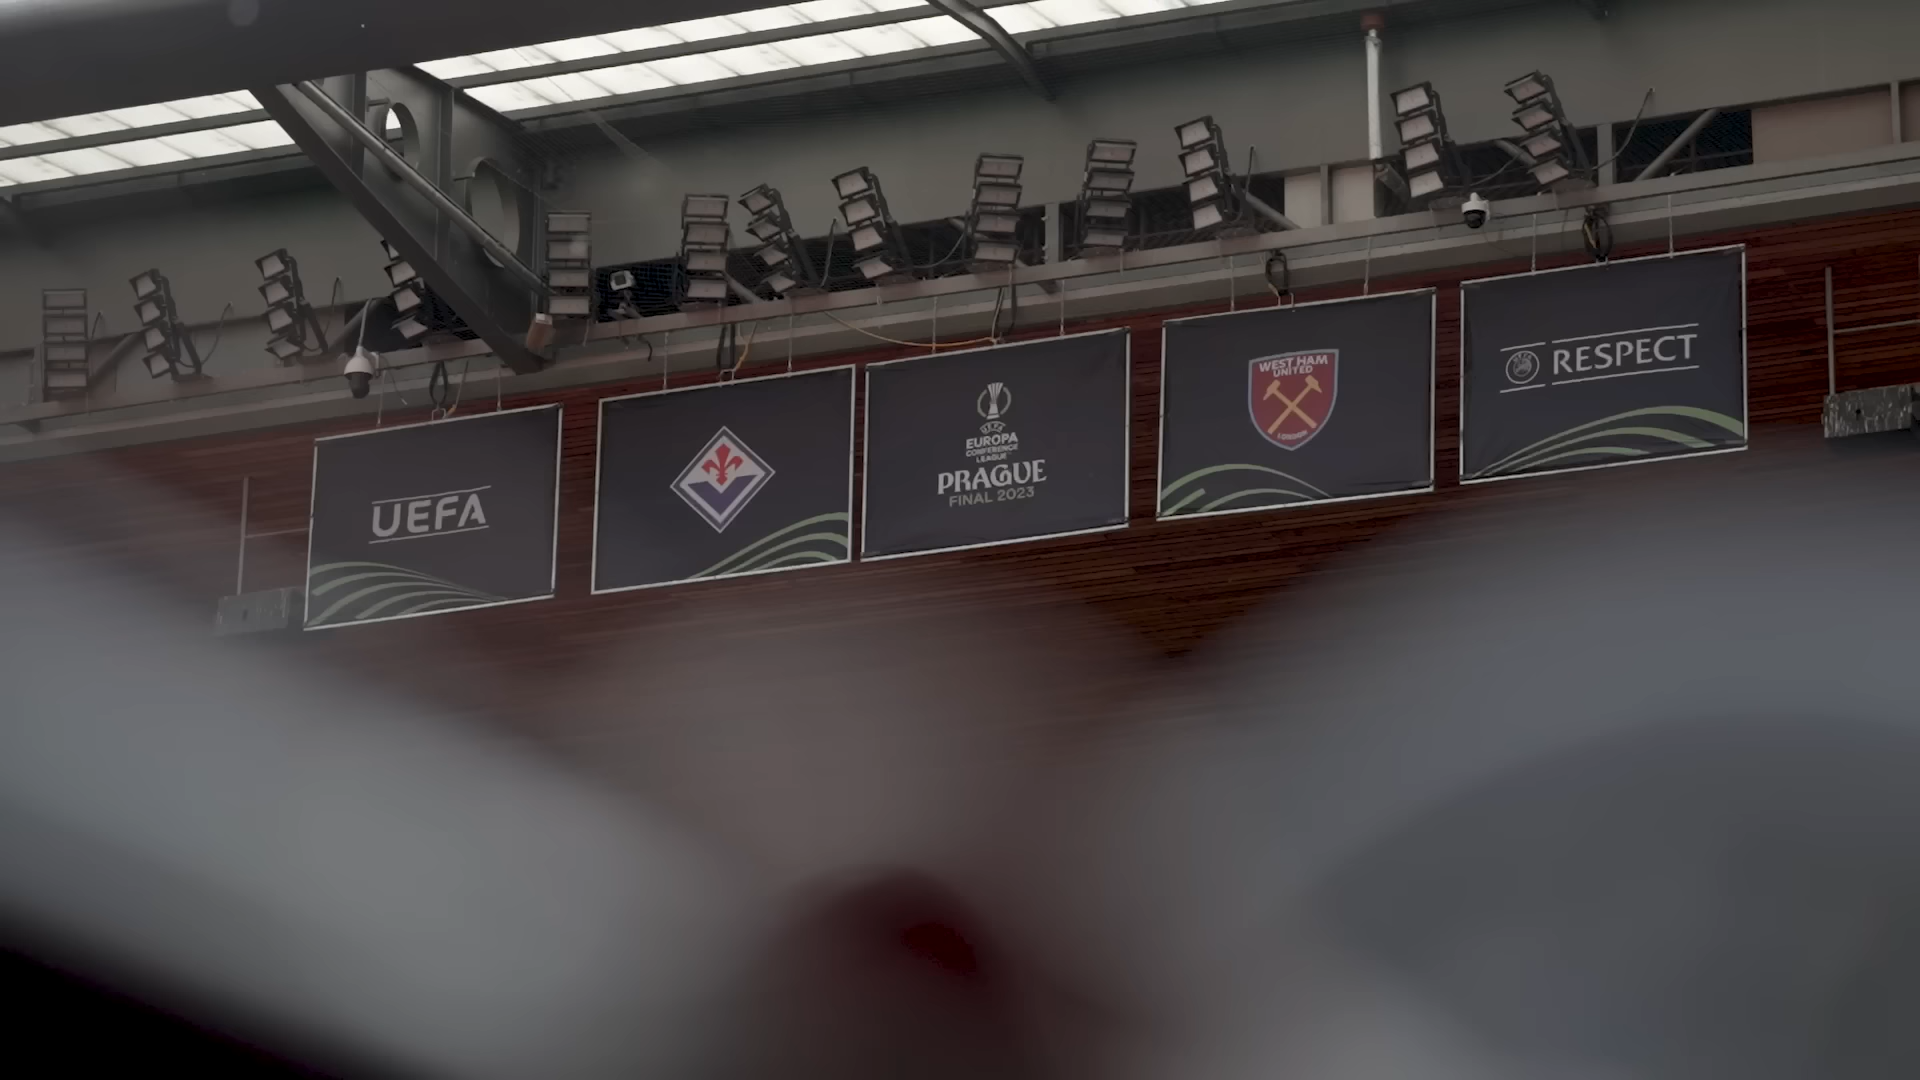 UEFA
UEFA
EUROPA
CONFERENCE
LEAGUE
PRAGUE
FINAL 2023
WEST HAM
UNITED
LONDON
RESPECT